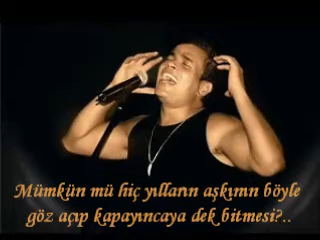 Mümkün mü hiç yılların aşkının böyle
göz açıp kapayıncaya dek bitmesi?..